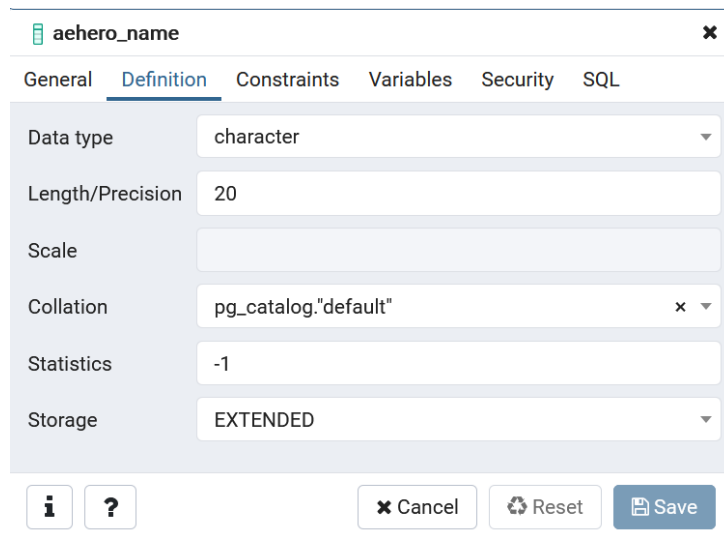 aehero_name
General Definition Constraints Variables Security SQL
Data type character
Length/Precision 20
Scale
Collation pg_catalog."default"
Statistics -1
Storage EXTENDED
i ? Cancel Reset Save